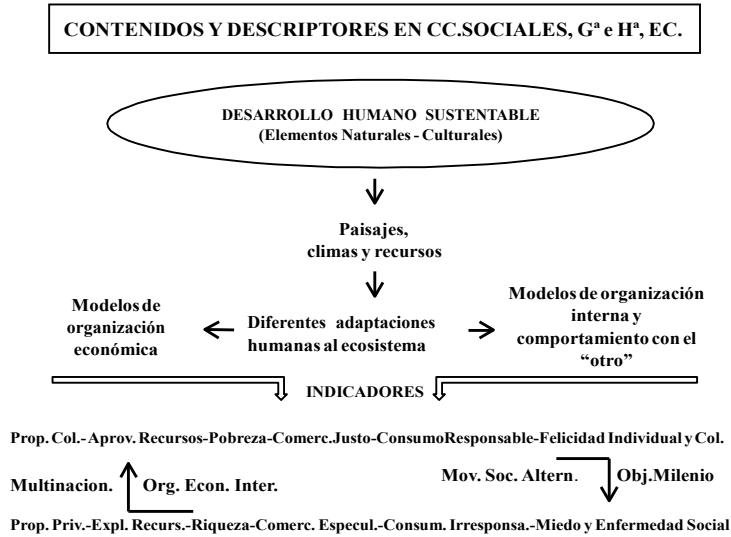 CONTENIDOS Y DESCRIPTORES EN CC.SOCIALES, Gª e Hª, EC.
DESARROLLO HUMANO SUSTENTABLE
(Elementos Naturales - Culturales)
Paisajes,
climas y recursos
Modelos de
organización
económica
Diferentes adaptaciones
humanas al ecosistema
Modelos de organización
interna y
comportamiento con el
“otro”
INDICADORES
Prop. Col.- Aprov. Recursos-Pobreza-Comerc.Justo-ConsumoResponsable-Felicidad Individual y Col.
Multinacion. Org. Econ. Inter. Mov. Soc. Altern. Obj.Milenio
Prop. Priv.-Expl. Recurs.-Riqueza-Comerc. Especul.-Consum. Irresponsa.-Miedo y Enfermedad Social